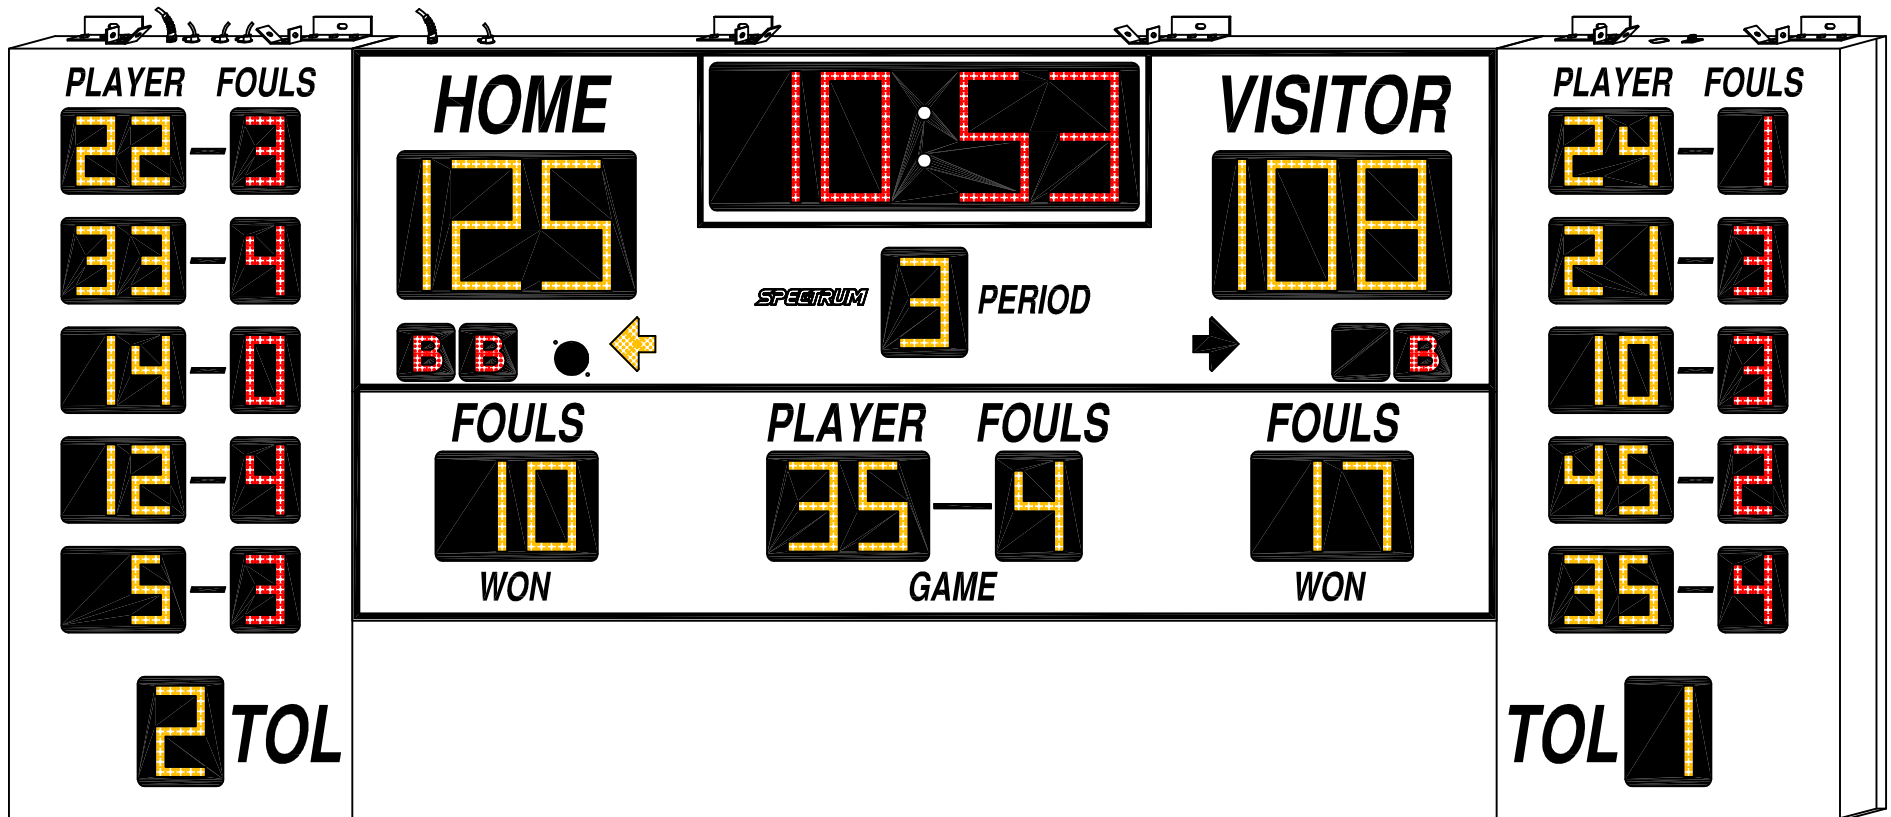 PLAYER FOULS
22 - 3
33 - 4
14 - 0
12 - 4
5 - 3
2 TOL
HOME
125
B B
10:53
SPECTRUM
3 PERIOD
VISITOR
108
B
FOULS
10
WON
PLAYER FOULS
35 - 4
GAME
FOULS
17
WON
PLAYER FOULS
24 - 1
21 - 3
10 - 3
45 - 2
35 - 4
TOL 1